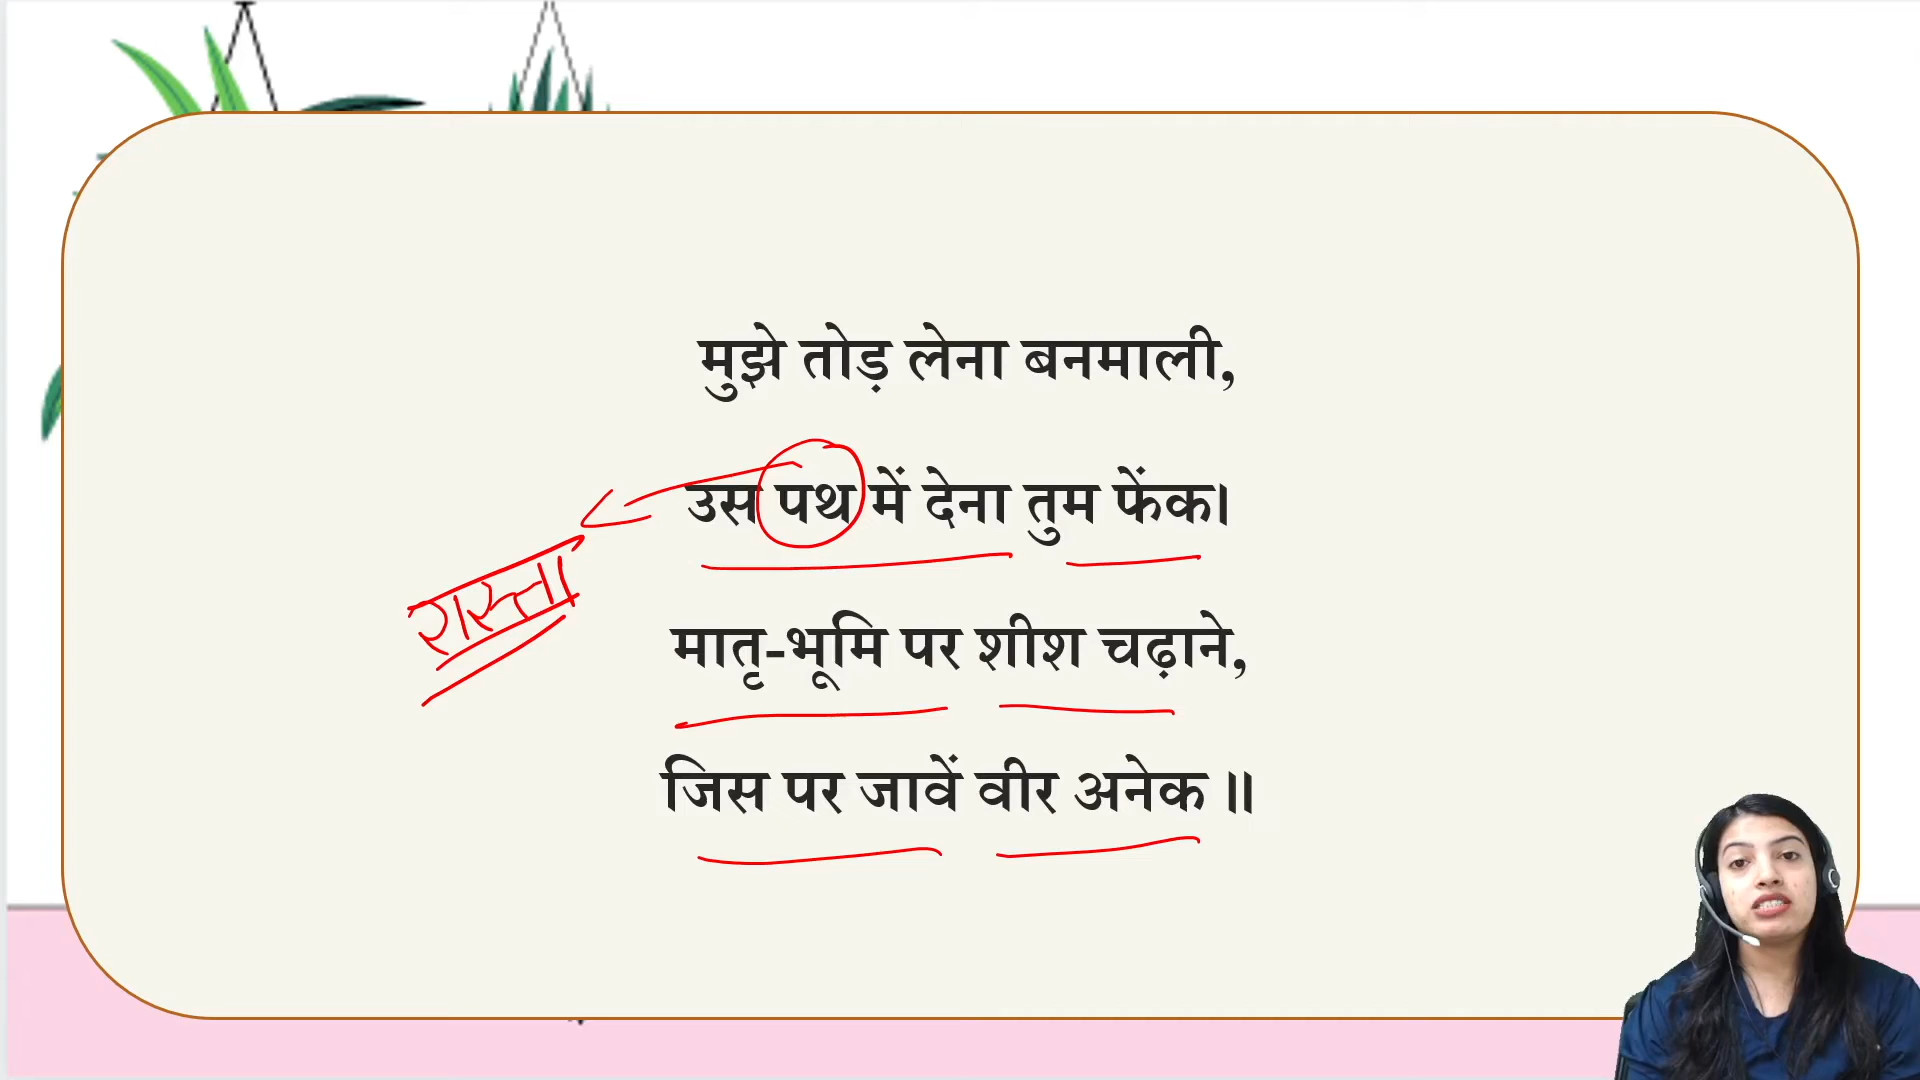 मुझे तोड़ लेना बनमाली,
उस पथ में देना तुम फेंक।
रास्ता
मातृ-भूमि पर शीश चढ़ाने,
जिस पर जावें वीर अनेक ॥